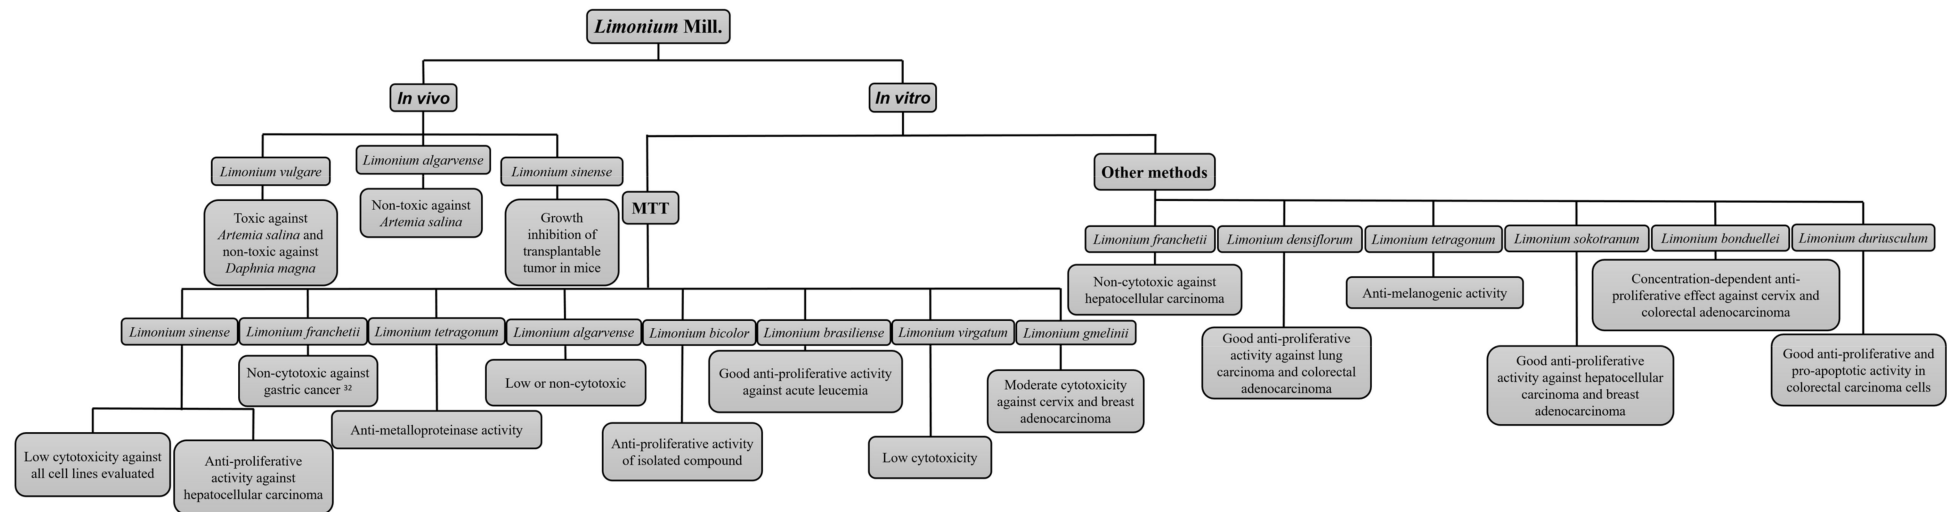 Limonium Mill.
In vivo
In vitro
Limonium vulgare
Limonium algarvense
Limonium sinense
Toxic against
Artemia salina and
non-toxic against
Daphnia magna
Non-toxic against
Artemia salina
Growth
inhibition of
transplantable
tumor in mice
MTT
Other methods
Limonium franchetii
Limonium densiflorum
Limonium tetragonum
Limonium sokotranum
Limonium bonduellei
Limonium duriusculum
Non-cytotoxic against
hepatocellular carcinoma
Good anti-proliferative
activity against lung
carcinoma and colorectal
adenocarcinoma
Anti-melanogenic activity
Good anti-proliferative
activity against hepatocellular
carcinoma and breast
adenocarcinoma
Concentration-dependent anti-
proliferative effect against cervix and
colorectal adenocarcinoma
Good anti-proliferative and
pro-apoptotic activity in
colorectal carcinoma cells
Limonium sinense
Limonium franchetii
Limonium tetragonum
Limonium algarvense
Limonium bicolor
Limonium brasiliense
Limonium virgatum
Limonium gmelinii
Low cytotoxicity against
all cell lines evaluated
Anti-proliferative
activity against
hepatocellular carcinoma
Non-cytotoxic against
gastric cancer 32
Anti-metalloproteinase activity
Low or non-cytotoxic
Anti-proliferative activity
of isolated compound
Good anti-proliferative activity
against acute leucemia
Low cytotoxicity
Moderate cytotoxicity
against cervix and breast
adenocarcinoma